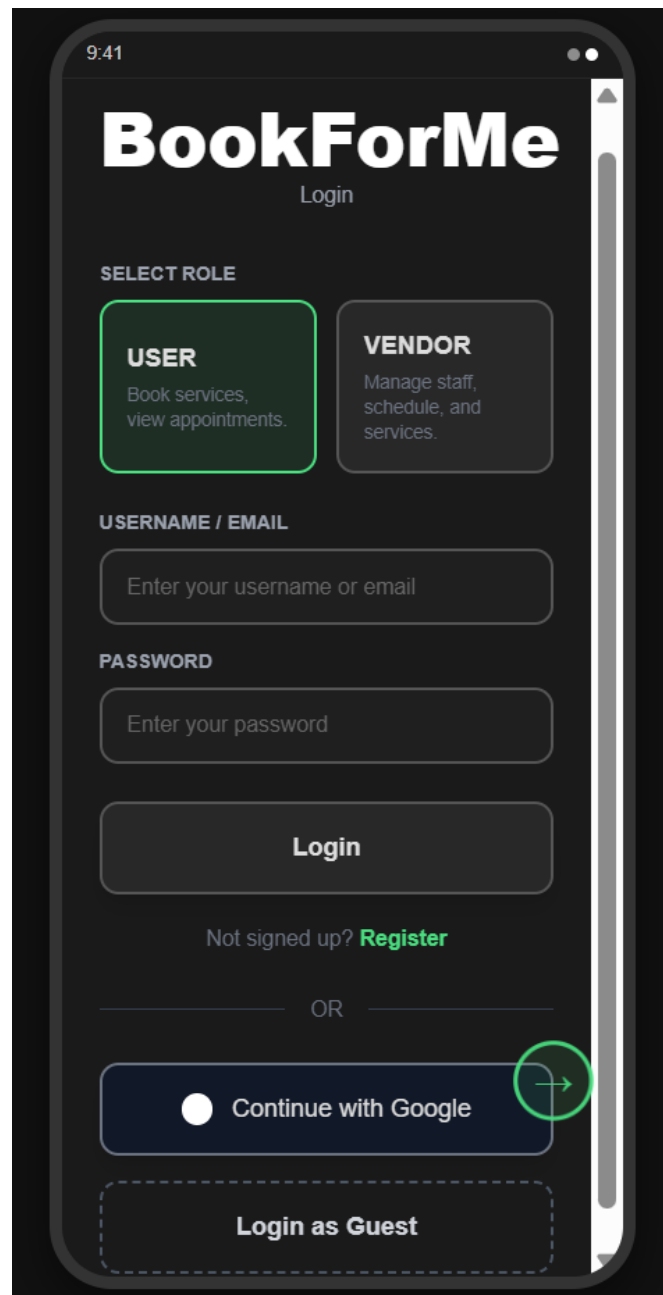 9:41
BookForMe
Login
SELECT ROLE
USER
Book services,
view appointments.
VENDOR
Manage staff,
schedule, and
services.
USERNAME / EMAIL
Enter your username or email
PASSWORD
Enter your password
Login
Not signed up? Register
OR
→
Continue with Google
Login as Guest